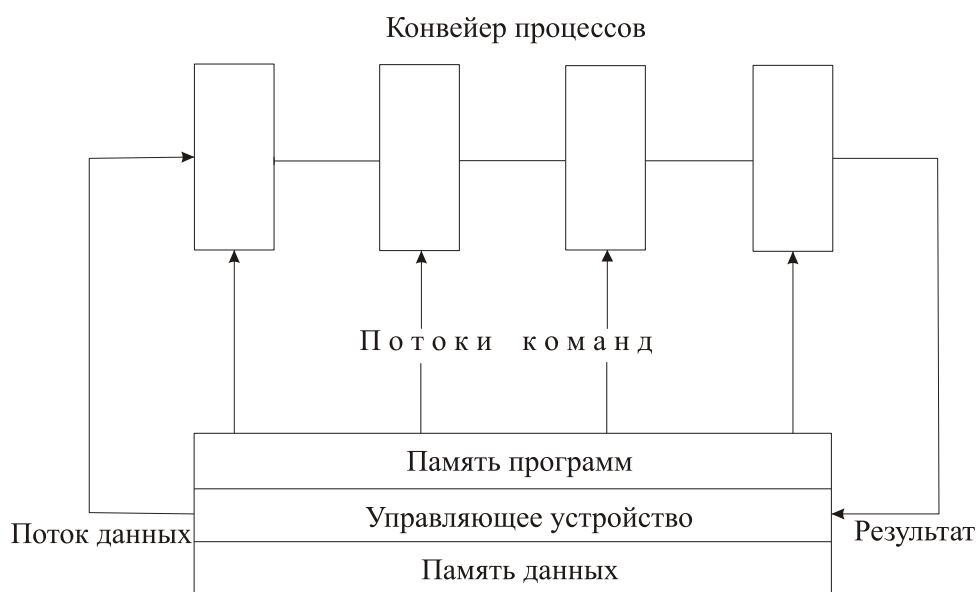 Конвейер процессов
Потоки команд
Память программ
Управляющее устройство
Поток данных
Результат
Память данных